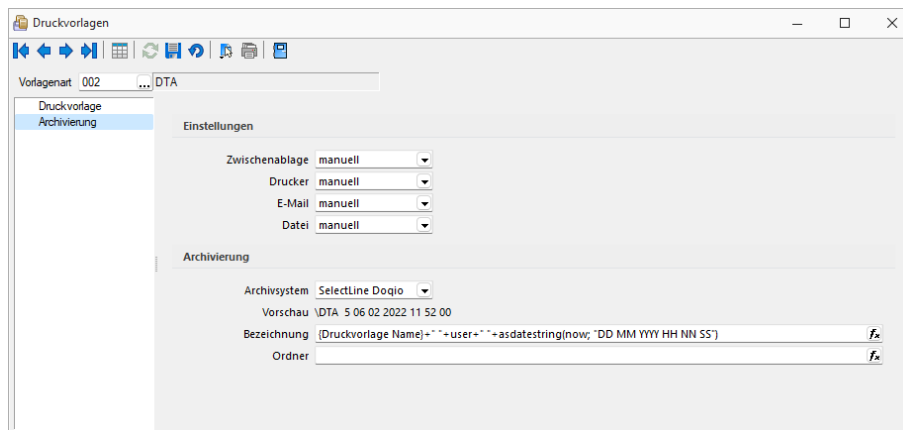 Druckvorlagen
Vorlagenart 002 ... DTA
Druckvorlage
Archivierung
Einstellungen
Zwischenablage manuell
Drucker manuell
E-Mail manuell
Datei manuell
Archivierung
Archivsystem SelectLine Doqio
Vorschau \DTA 5 06 02 2022 11 52 00
Bezeichnung {Druckvorlage Name}+" "+user+" "+asdatestring(now; "DD MM YYYY HH NN SS")
Ordner